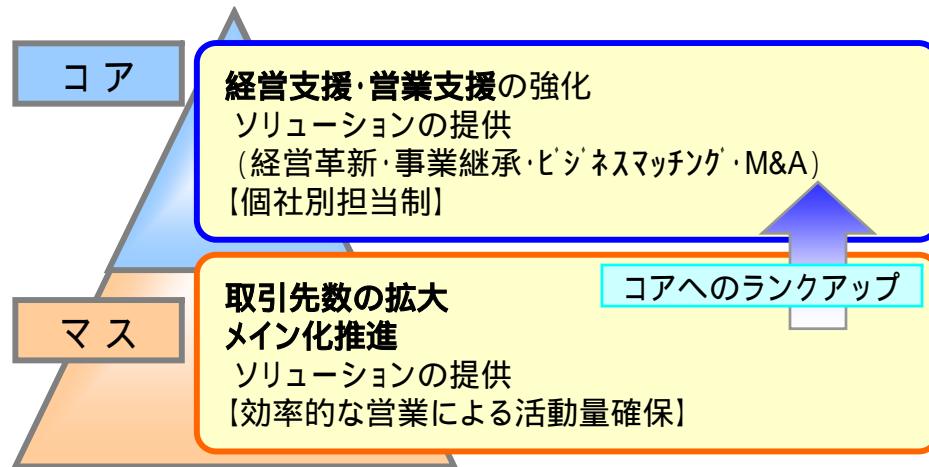 コア
経営支援･営業支援の強化
ソリューションの提供
(経営革新･事業継承･ﾋﾞｼﾞﾈｽﾏｯﾁﾝｸﾞ･M&A)
【個社別担当制】
コアへのランクアップ
マス
取引先数の拡大
メイン化推進
ソリューションの提供
【効率的な営業による活動量確保】